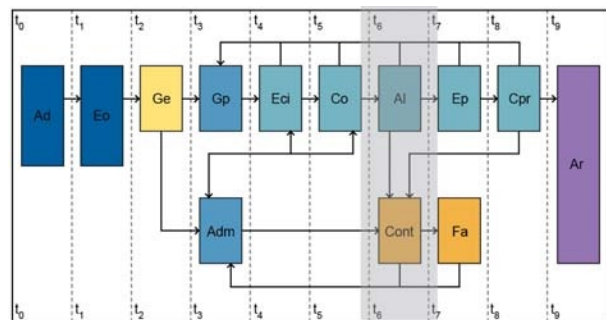 t0 t1 t2 t3 t4 t5 t6 t7 t8 t9
Ad Eo Ge Gp Eci Co Al Ep Cpr Ar
Adm Cont Fa
t0 t1 t2 t3 t4 t5 t6 t7 t8 t9